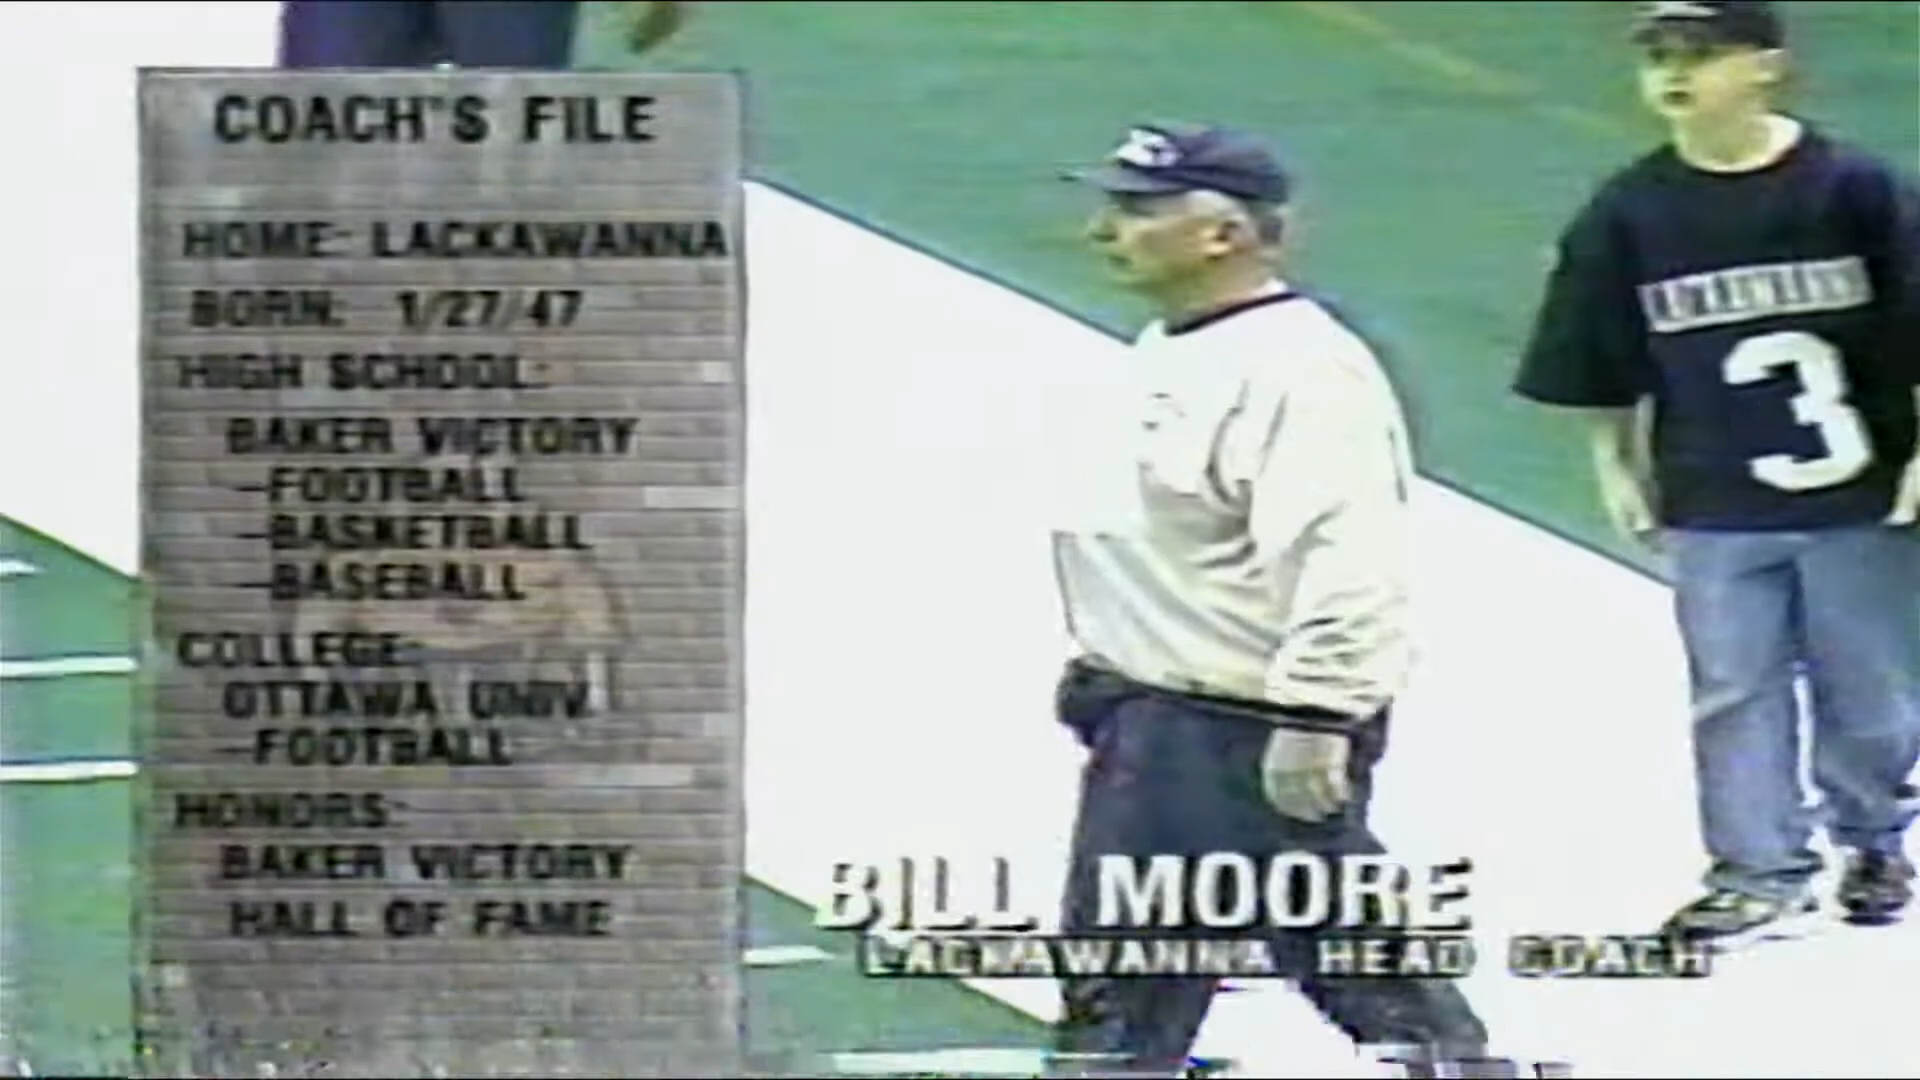 COACH'S FILE
HOME: LACKAWANNA
BORN: 1/27/47
HIGH SCHOOL:
BAKER VICTORY
-FOOTBALL
-BASKETBALL
-BASEBALL
COLLEGE:
OTTAWA UNIV.
-FOOTBALL
HONORS:
BAKER VICTORY
HALL OF FAME
BILL MOORE
LACKAWANNA HEAD COACH
LACKAWANNA
3